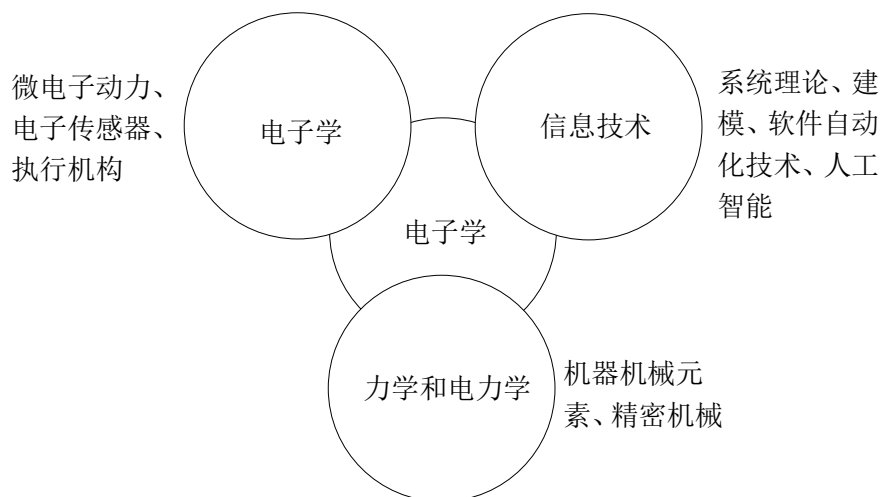 微电子动力、
电子传感器、
执行机构
电子学
信息技术
系统理论、建
模、软件自动
化技术、人工
智能
电子学
力学和电力学
机器机械元
素、精密机械